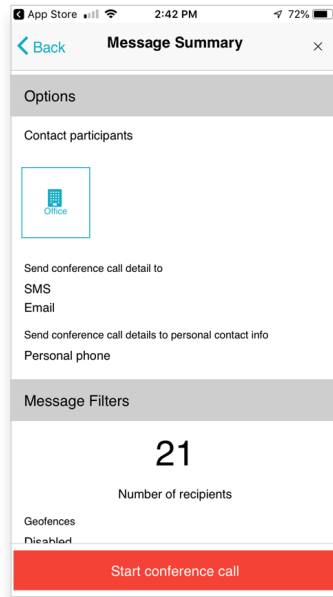 App Store 2:42 PM 72%
Back Message Summary ×
Options
Contact participants
Office
Send conference call detail to
SMS
Email
Send conference call details to personal contact info
Personal phone
Message Filters
21
Number of recipients
Geofences
Disabled
Start conference call